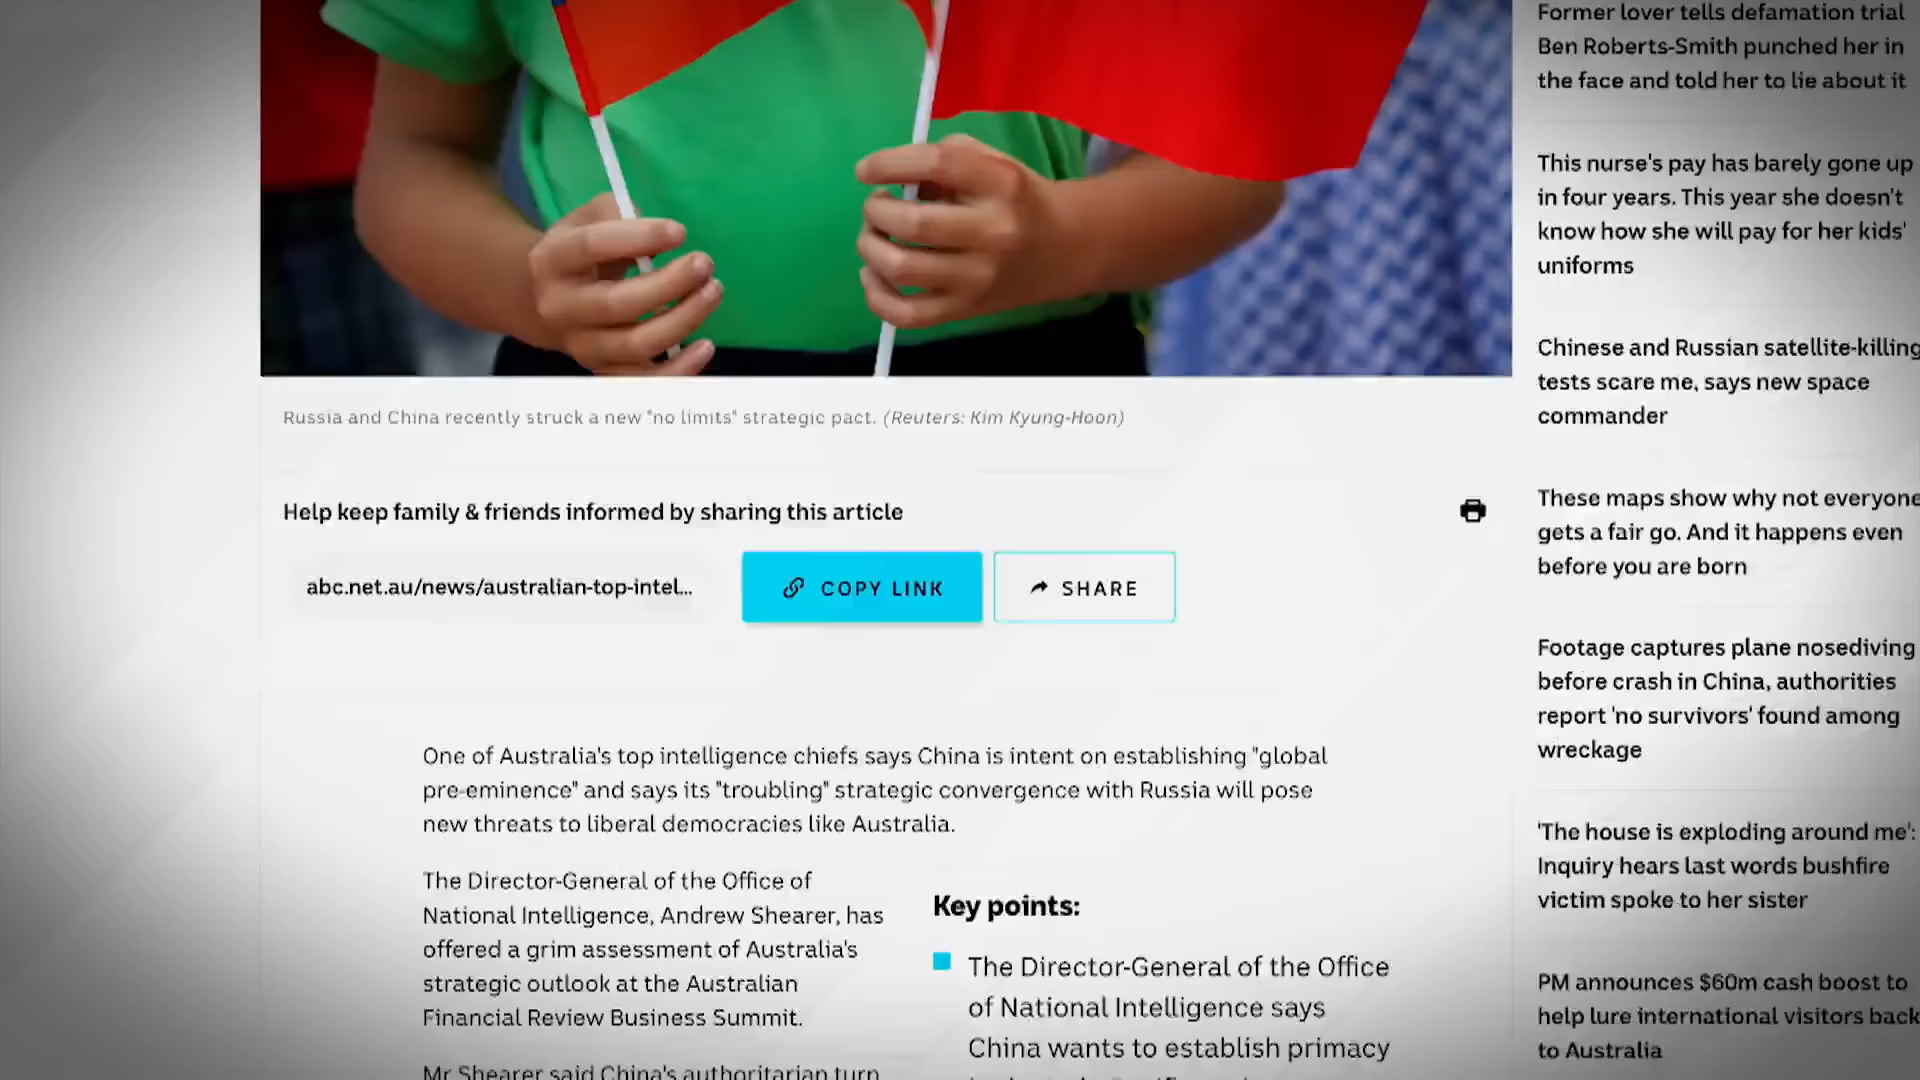 Russia and China recently struck a new "no limits" strategic pact. (Reuters: Kim Kyung-Hoon)
Help keep family & friends informed by sharing this article
abc.net.au/news/australian-top-intel...
COPY LINK
SHARE
One of Australia's top intelligence chiefs says China is intent on establishing "global
pre-eminence" and says its "troubling" strategic convergence with Russia will pose
new threats to liberal democracies like Australia.
The Director-General of the Office of
National Intelligence, Andrew Shearer, has
offered a grim assessment of Australia's
strategic outlook at the Australian
Financial Review Business Summit.
Mr Shearer said China's authoritarian turn
Key points:
The Director-General of the Office
of National Intelligence says
China wants to establish primacy
Former lover tells defamation trial
Ben Roberts-Smith punched her in
the face and told her to lie about it
This nurse's pay has barely gone up
in four years. This year she doesn't
know how she will pay for her kids'
uniforms
Chinese and Russian satellite-killing
tests scare me, says new space
commander
These maps show why not everyone
gets a fair go. And it happens even
before you are born
Footage captures plane nosediving
before crash in China, authorities
report 'no survivors' found among
wreckage
'The house is exploding around me':
Inquiry hears last words bushfire
victim spoke to her sister
PM announces $60m cash boost to
help lure international visitors back
to Australia